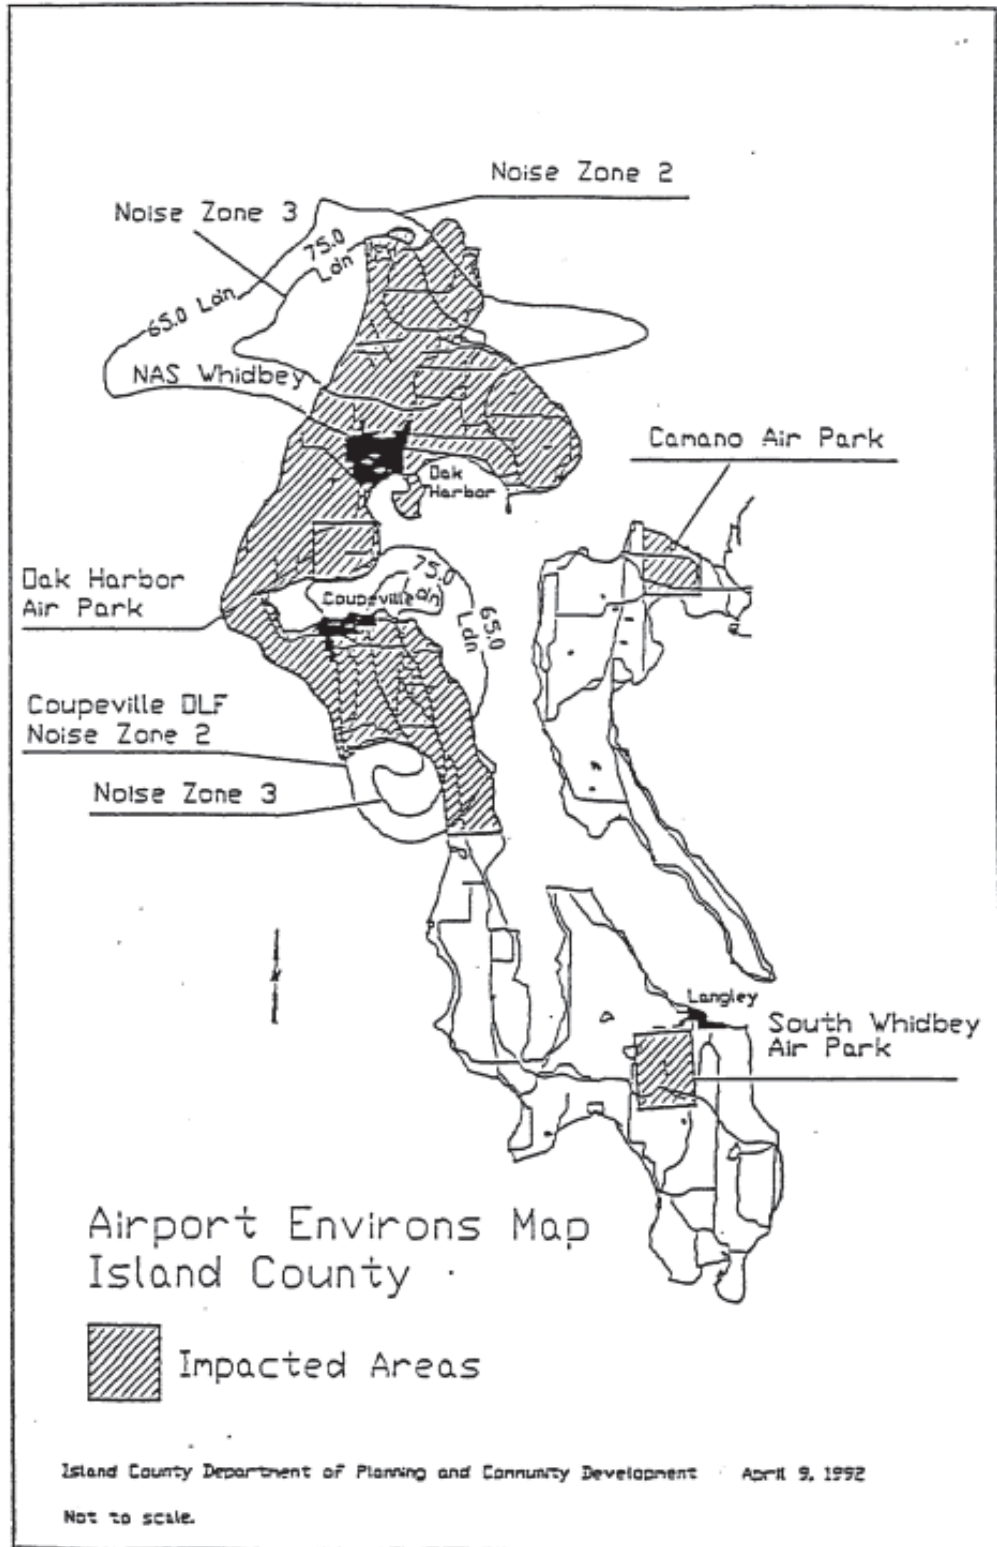 Noise Zone 2
Noise Zone 3
75.0
Ldn
65.0 Ldn
NAS Whidbey
Camano Air Park
Oak
Harbor
Oak Harbor
Air Park
75.0
Ldn
Coupeville
65.0
Ldn
Coupeville OLF
Noise Zone 2
Noise Zone 3
Langley
South Whidbey
Air Park
Airport Environs Map
Island County
Impacted Areas
Island County Department of Planning and Community Development April 9, 1992
Not to scale.